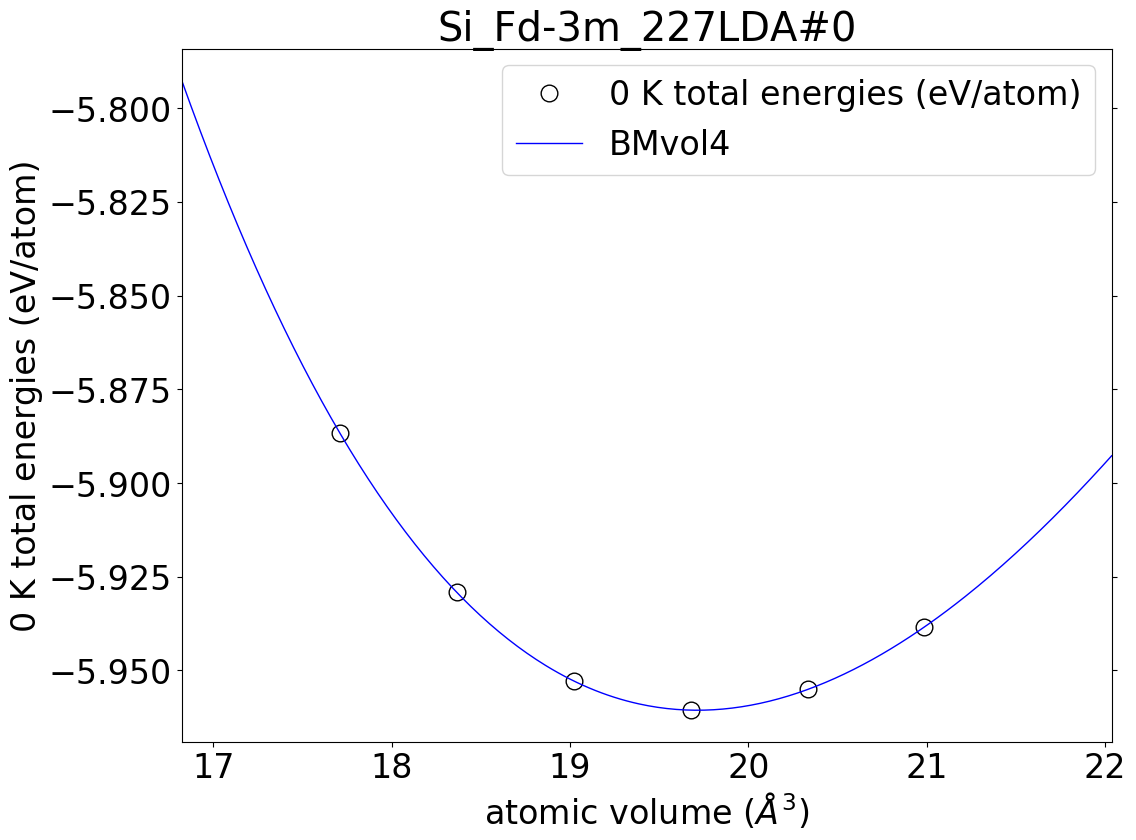 Si_Fd-3m_227LDA#0
0 K total energies (eV/atom)
BMvol4
0 K total energies (eV/atom)
−5.800
−5.825
−5.850
−5.875
−5.900
−5.925
−5.950
17 18 19 20 21 22
atomic volume (Å³)